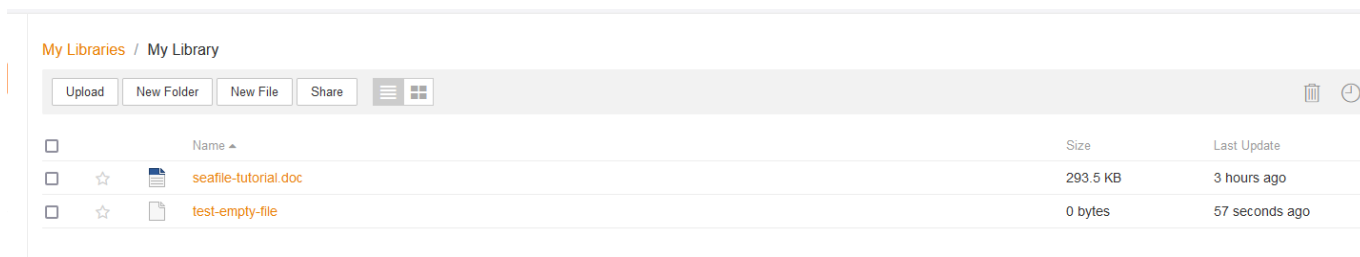 My Libraries / My Library
Upload New Folder New File Share
Name Size Last Update
seafile-tutorial.doc 293.5 KB 3 hours ago
test-empty-file 0 bytes 57 seconds ago